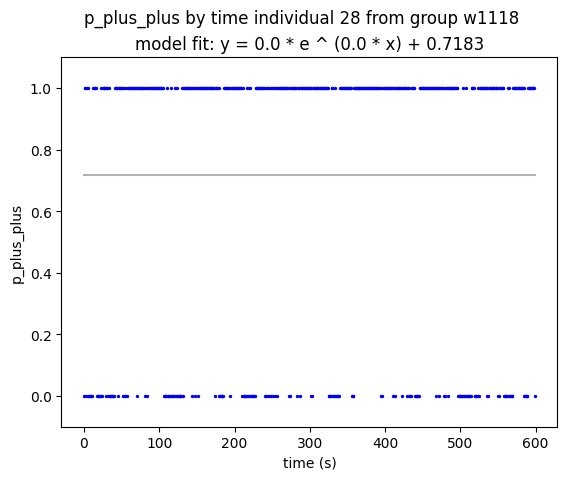 p_plus_plus by time individual 28 from group w1118
model fit: y = 0.0 * e ^ (0.0 * x) + 0.7183
1.0
0.8
0.6
0.4
0.2
0.0
p_plus_plus
0 100 200 300 400 500 600
time (s)